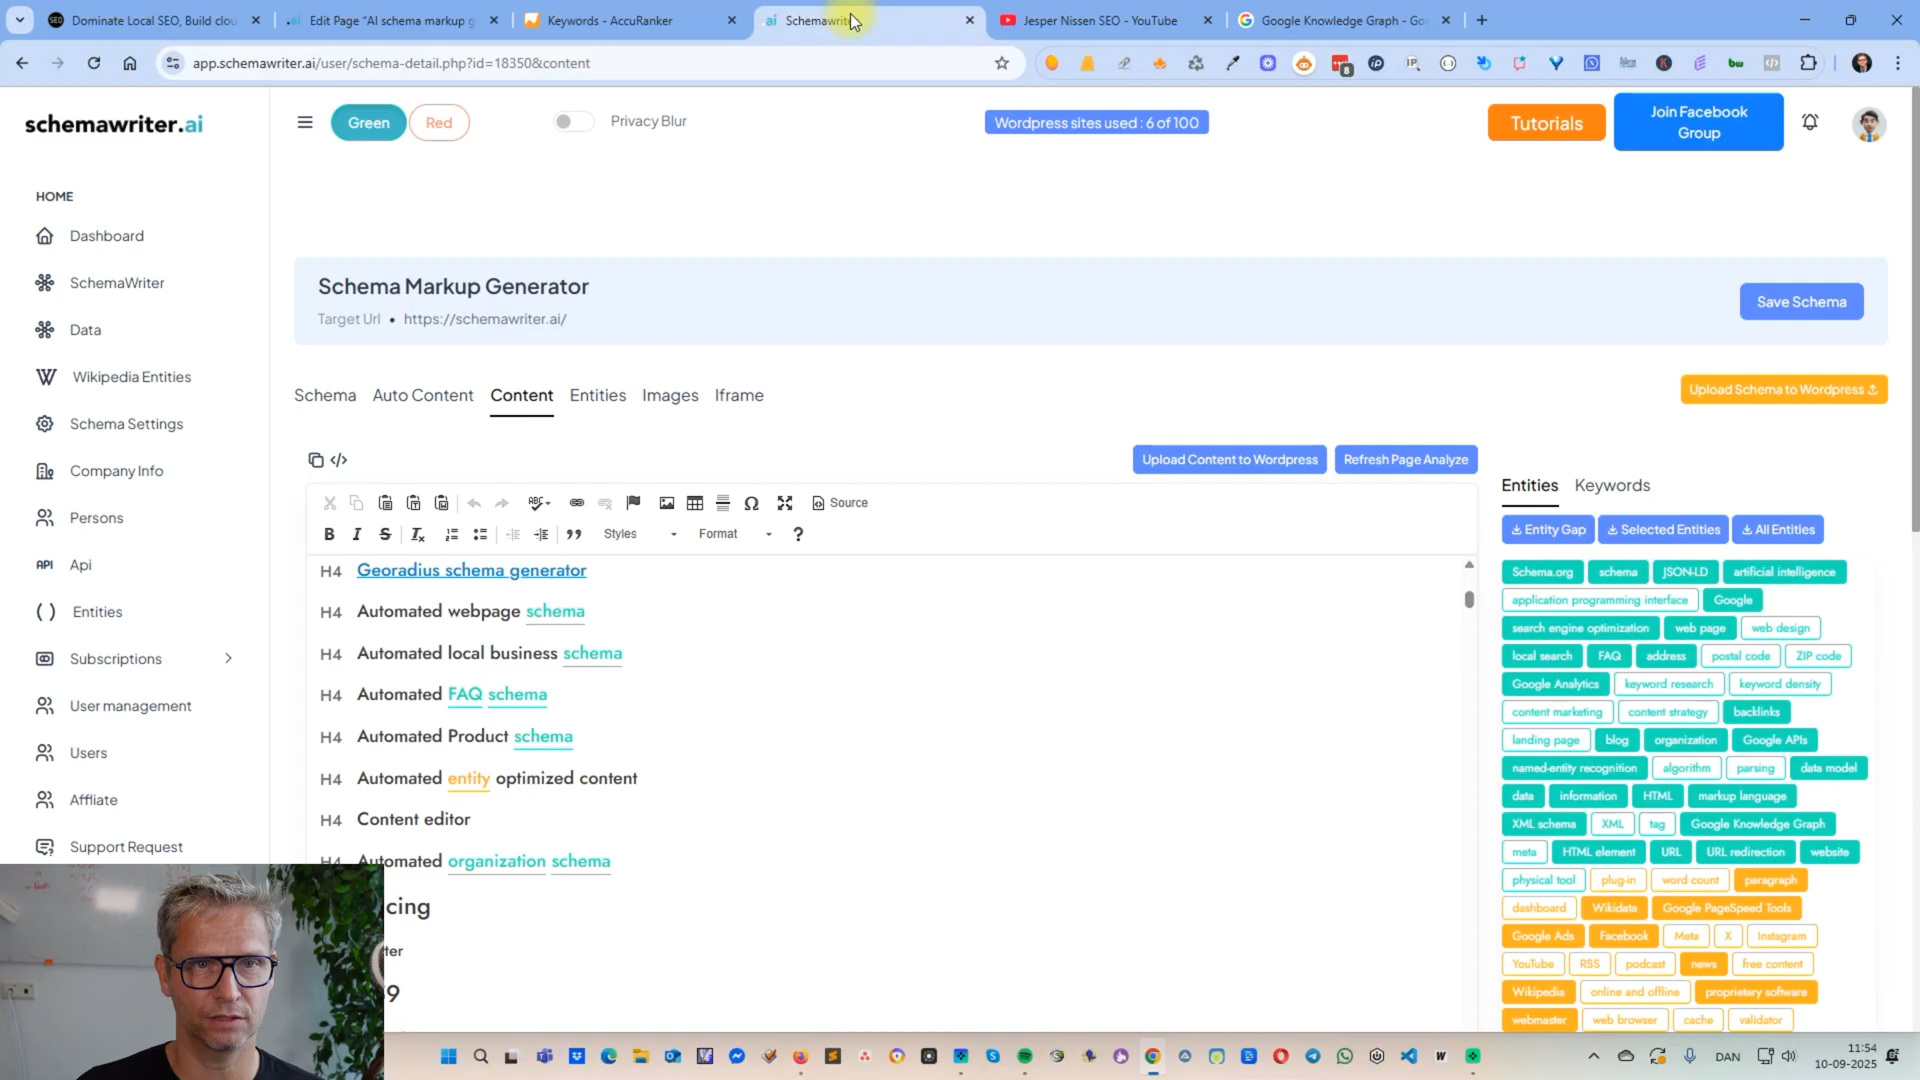 Dominate Local SEO, Build clou
Edit Page "AI schema markup g
Keywords - AccuRanker
Schemawrite
Jesper Nissen SEO - YouTube
Google Knowledge Graph - Go
app.schemawriter.ai/user/schema-detail.php?id=18350&content
schemawriter.ai
Green
Red
Privacy Blur
Wordpress sites used : 6 of 100
Tutorials
Join Facebook
Group
HOME
Dashboard
SchemaWriter
Data
Wikipedia Entities
Schema Settings
Company Info
Persons
API Api
Entities
Subscriptions
User management
Users
Affliate
Support Request
Schema Markup Generator
Target Url • https://schemawriter.ai/
Save Schema
Schema Auto Content Content Entities Images Iframe
Upload Schema to Wordpress
Upload Content to Wordpress
Refresh Page Analyze
Source
Styles
Format
H4 Georadius schema generator
H4 Automated webpage schema
H4 Automated local business schema
H4 Automated FAQ schema
H4 Automated Product schema
H4 Automated entity optimized content
H4 Content editor
H4 Automated organization schema
cing
ter
9
Entities Keywords
Entity Gap Selected Entities All Entities
Schema.org schema JSON-LD artificial intelligence
application programming interface Google
search engine optimization web page web design
local search FAQ address postal code ZIP code
Google Analytics keyword research keyword density
content marketing content strategy backlinks
landing page blog organization Google APIs
named-entity recognition algorithm parsing data model
data information HTML markup language
XML schema XML tag Google Knowledge Graph
meta HTML element URL URL redirection website
physical tool plug-in word count paragraph
dashboard Wikidata Google PageSpeed Tools
Google Ads Facebook Meta X Instagram
YouTube RSS podcast news free content
Wikipedia online and offline proprietary software
webmaster web browser cache validator
DAN
11:54
10-09-2025